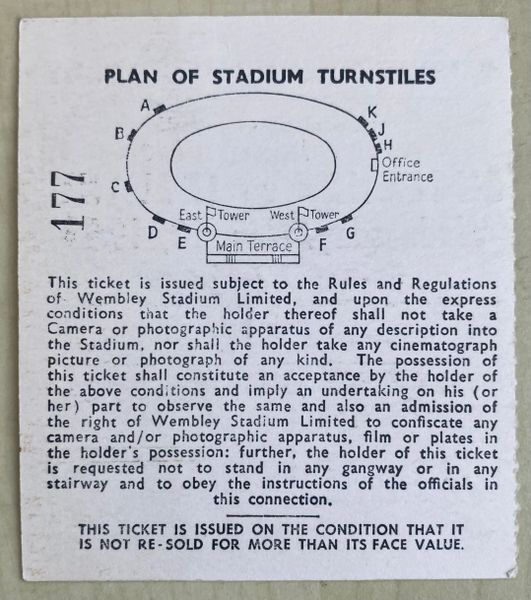 PLAN OF STADIUM TURNSTILES
A
B
C
D
E
F
G
H
J
K
Office
Entrance
East Tower
West Tower
Main Terrace
177
This ticket is issued subject to the Rules and Regulations
of Wembley Stadium Limited, and upon the express
conditions that the holder thereof shall not take a
Camera or photographic apparatus of any description into
the Stadium, nor shall the holder take any cinematograph
picture or photograph of any kind. The possession of
this ticket shall constitute an acceptance by the holder of
the above conditions and imply an undertaking on his (or
her) part to observe the same and also an admission of
the right of Wembley Stadium Limited to confiscate any
camera and/or photographic apparatus, film or plates in
the holder's possession: further, the holder of this ticket
is requested not to stand in any gangway or in any
stairway and to obey the instructions of the officials in
this connection.
THIS TICKET IS ISSUED ON THE CONDITION THAT IT
IS NOT RE-SOLD FOR MORE THAN ITS FACE VALUE.